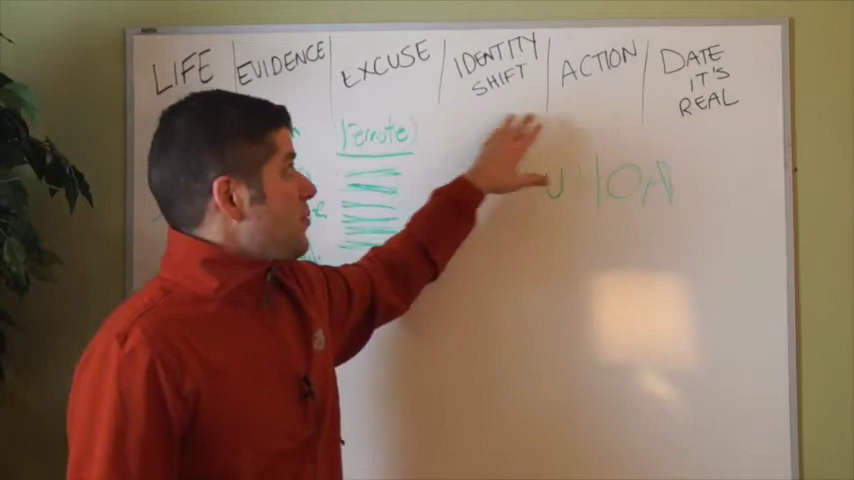 LIFE
EVIDENCE
EXCUSE
IDENTITY
SHIFT
ACTION
DATE
IT'S
REAL
(remote)